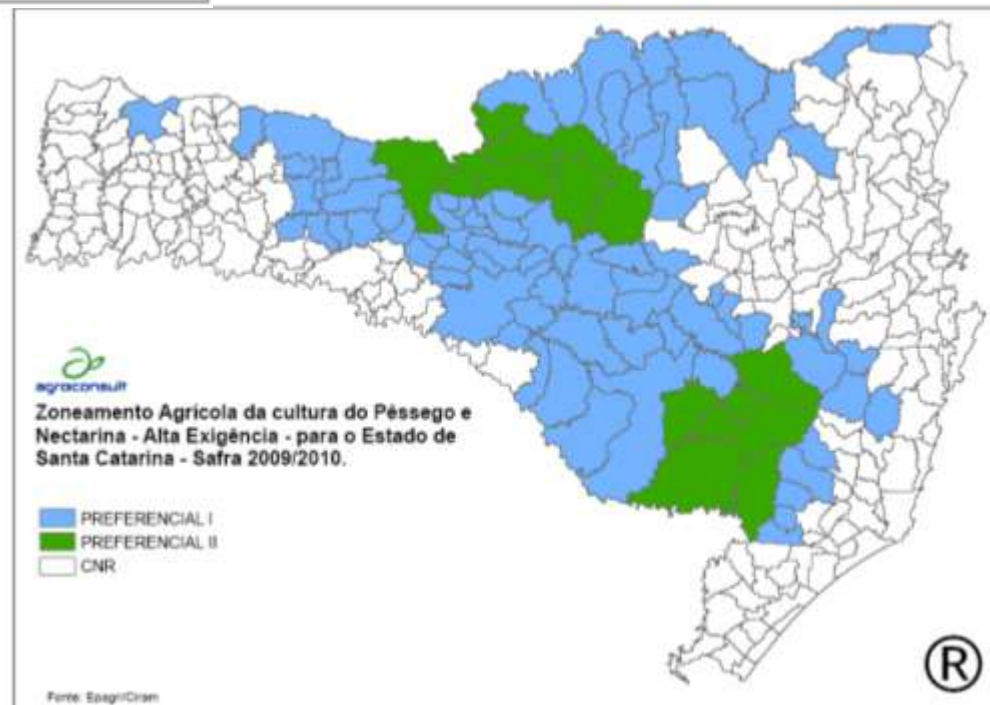 agroconsult
Zoneamento Agrícola da cultura do Pêssego e
Nectarina - Alta Exigência - para o Estado de
Santa Catarina - Safra 2009/2010.
PREFERENCIAL I
PREFERENCIAL II
CNR
Fonte: Epagri/Ciram
®